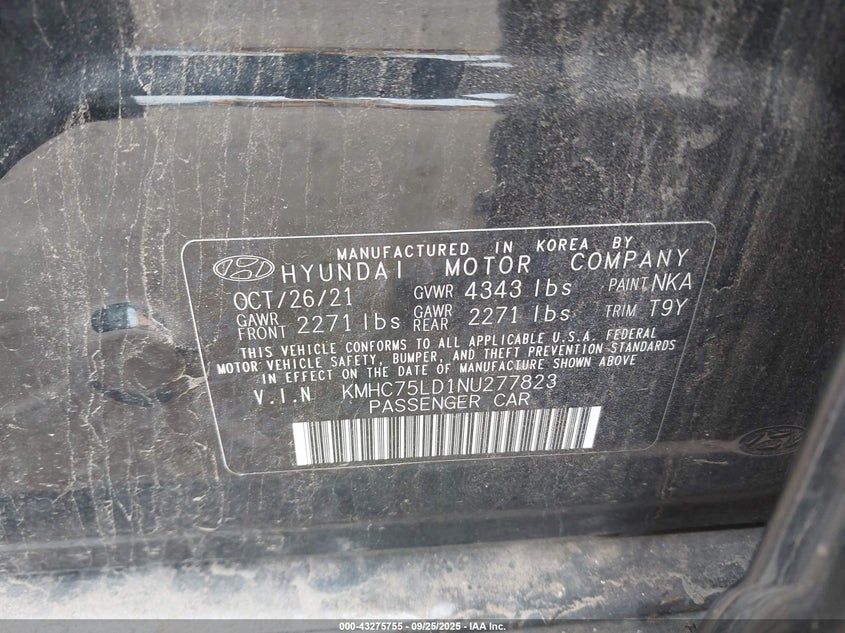 MANUFACTURED IN KOREA BY
HYUNDAI MOTOR COMPANY
OCT/26/21 GVWR 4343 lbs PAINT NKA
GAWR FRONT 2271 lbs GAWR REAR 2271 lbs TRIM T9Y
THIS VEHICLE CONFORMS TO ALL APPLICABLE U.S.A. FEDERAL
MOTOR VEHICLE SAFETY, BUMPER, AND THEFT PREVENTION STANDARDS
IN EFFECT ON THE DATE OF MANUFACTURE SHOWN ABOVE
V.I.N KMHC75LD1NU277823
PASSENGER CAR
000-43275755 - 09/25/2025 - IAA Inc.